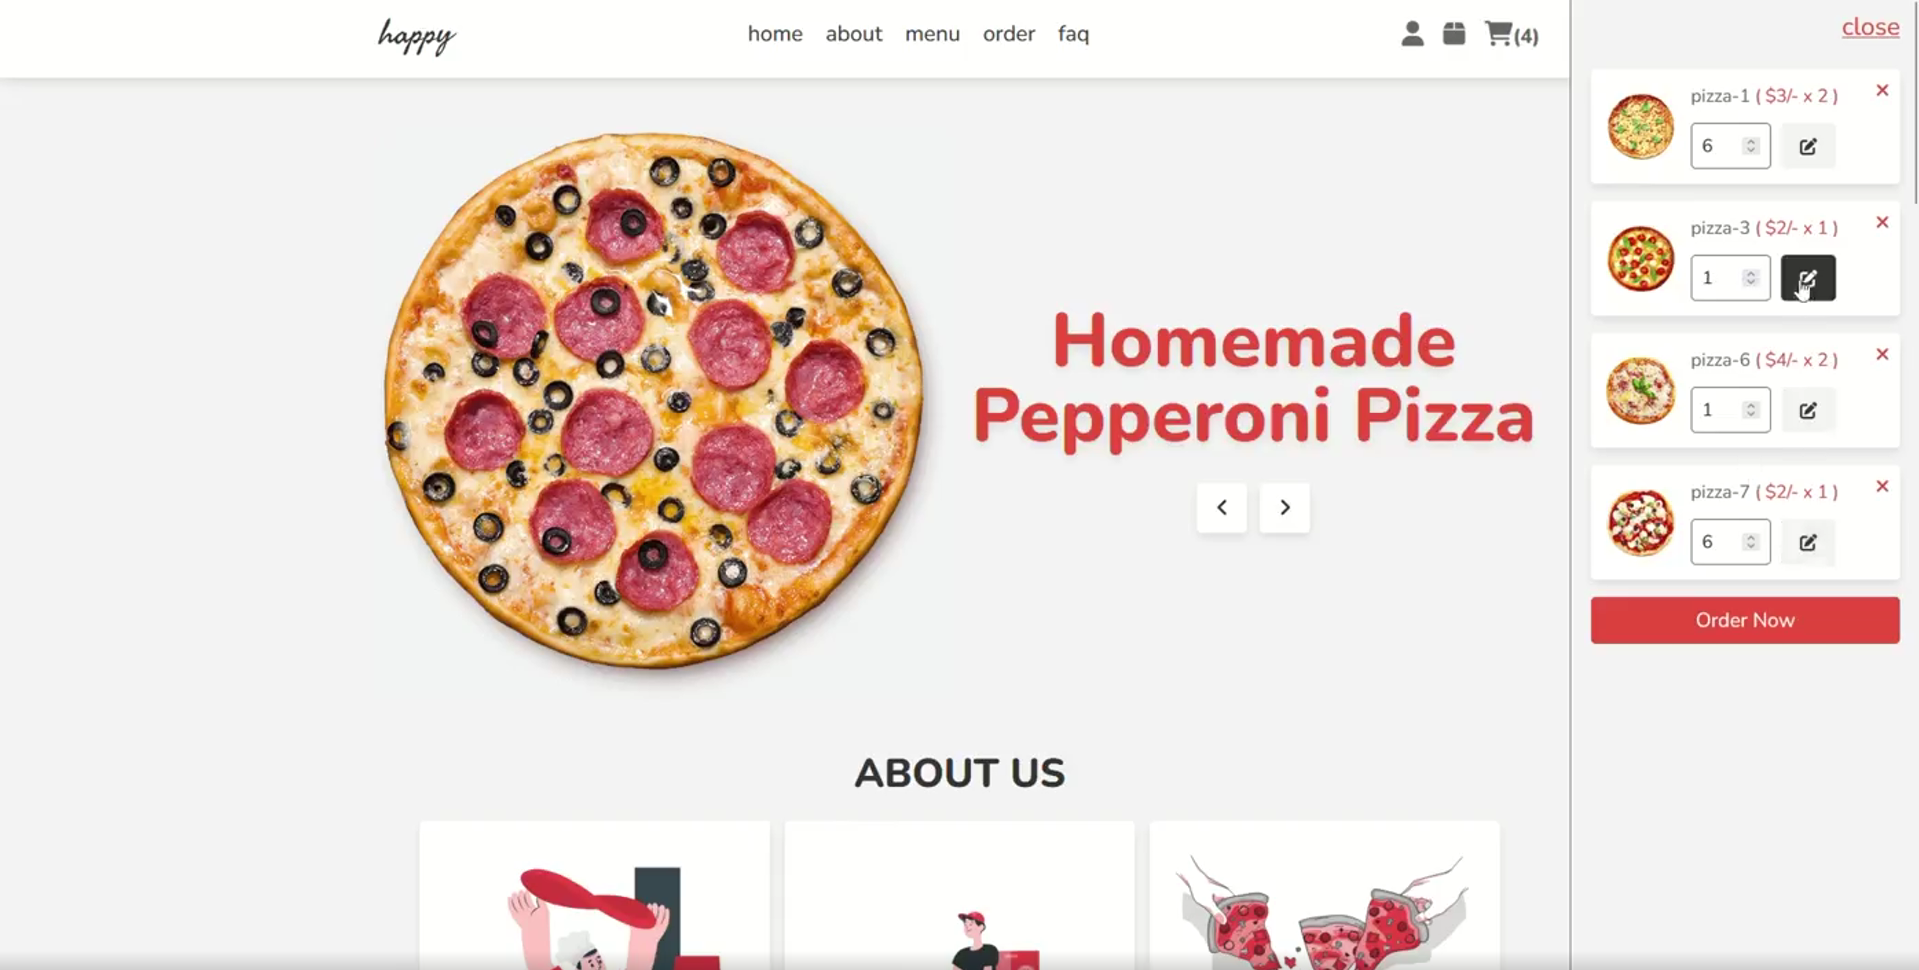 happy
home about menu order faq
(4)
close
pizza-1 ( $3/- x 2 )
6
pizza-3 ( $2/- x 1 )
1
pizza-6 ( $4/- x 2 )
1
pizza-7 ( $2/- x 1 )
6
Order Now
Homemade
Pepperoni Pizza
ABOUT US